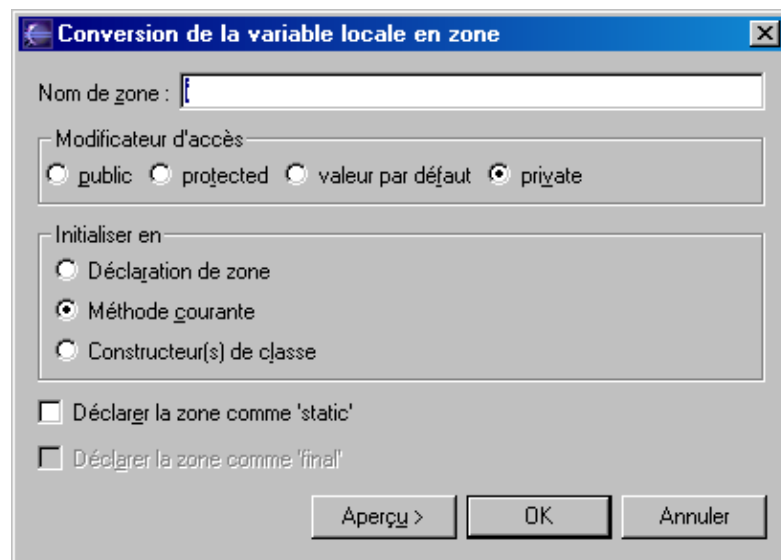 Conversion de la variable locale en zone
Nom de zone :
Modificateur d'accès
public protected valeur par défaut private
Initialiser en
Déclaration de zone
Méthode courante
Constructeur(s) de classe
Déclarer la zone comme 'static'
Déclarer la zone comme 'final'
Aperçu > OK Annuler